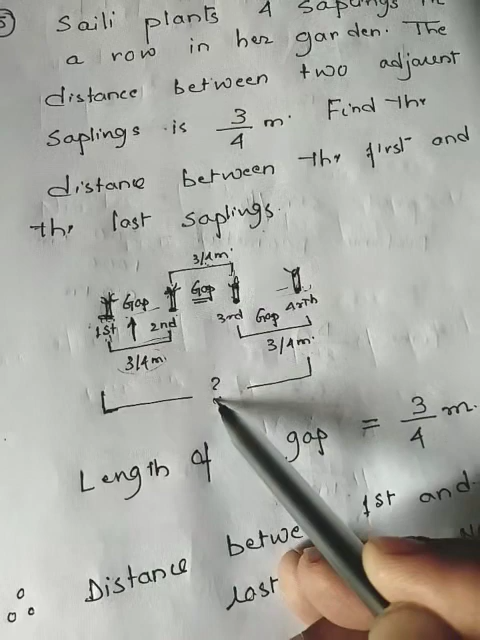 5 Saili plants 4 saplings in
a row in her garden. The
distance between two adjacent
saplings is 3/4 m. Find the
distance between the first and
the last saplings.
3/4m.
Gap Gap
1st 2nd 3rd Gap 4rth
3/4m. 3/4m.
?
Length of gap = 3/4 m.
∴ Distance betwe 1st and
last